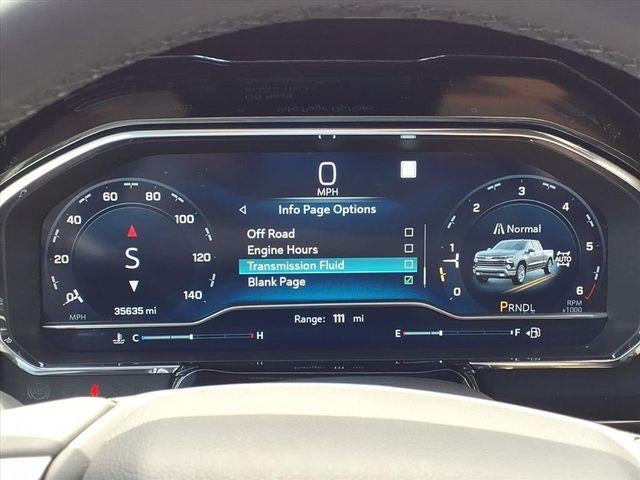 0
MPH
Info Page Options
Off Road
Engine Hours
Transmission Fluid
Blank Page
20 40 60 80 100 120 140
S
35635 mi
MPH
0 1 2 3 4 5 6
Normal
AUTO
PRNDL
RPM
x1000
Range: 111 mi
C H
E F